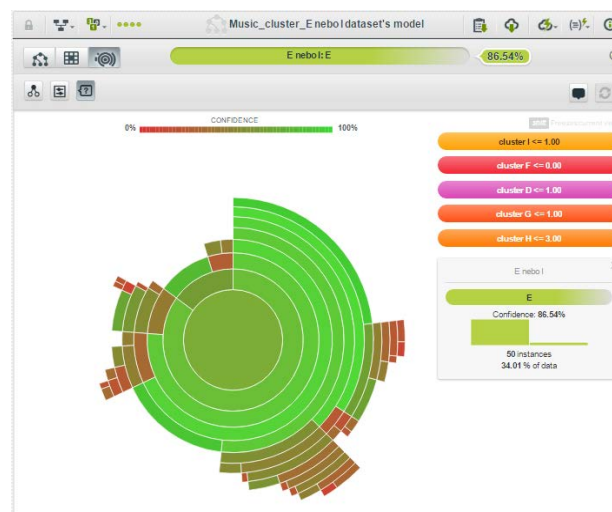 Music_cluster_E nebo I dataset's model
E nebo I: E
86.54%
CONFIDENCE
0%
100%
shift
cluster I <= 1.00
cluster F <= 0.00
cluster D <= 1.00
cluster G <= 1.00
cluster H <= 3.00
E nebo I
E
Confidence: 86.54%
50 instances
34.01 % of data